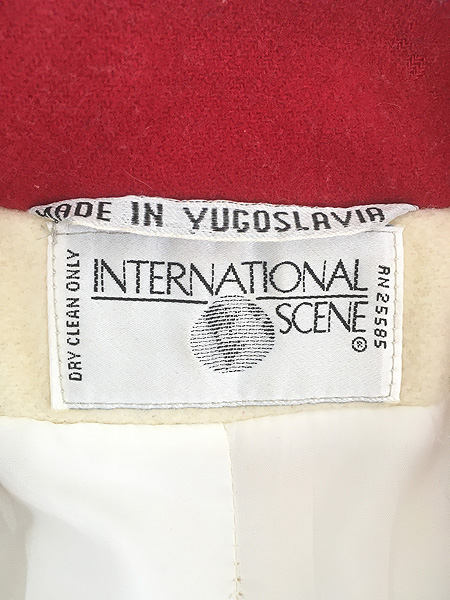 MADE IN YUGOSLAVIA
DRY CLEAN ONLY
INTERNATIONAL
SCENE®
RN 25585